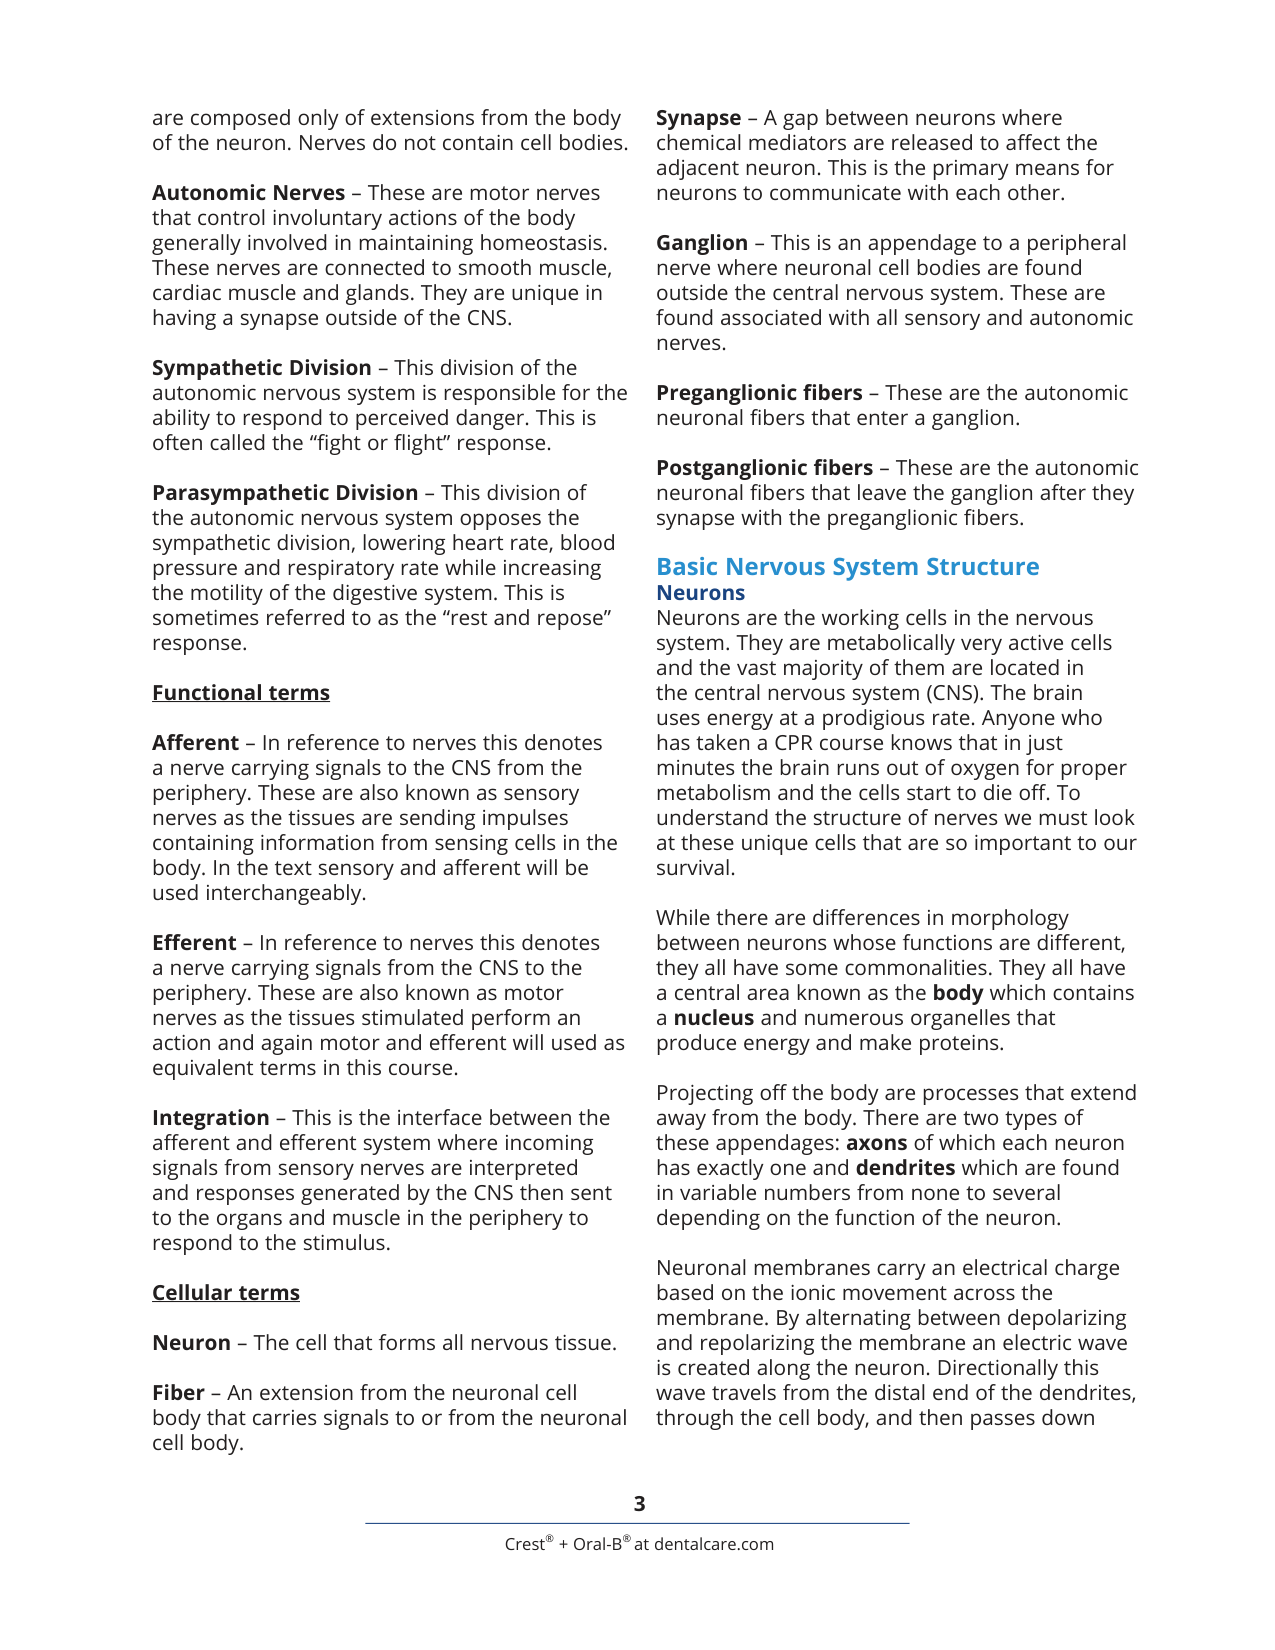 are composed only of extensions from the body
of the neuron. Nerves do not contain cell bodies.
Autonomic Nerves – These are motor nerves
that control involuntary actions of the body
generally involved in maintaining homeostasis.
These nerves are connected to smooth muscle,
cardiac muscle and glands. They are unique in
having a synapse outside of the CNS.
Sympathetic Division – This division of the
autonomic nervous system is responsible for the
ability to respond to perceived danger. This is
often called the “fight or flight” response.
Parasympathetic Division – This division of
the autonomic nervous system opposes the
sympathetic division, lowering heart rate, blood
pressure and respiratory rate while increasing
the motility of the digestive system. This is
sometimes referred to as the “rest and repose”
response.
Functional terms
Afferent – In reference to nerves this denotes
a nerve carrying signals to the CNS from the
periphery. These are also known as sensory
nerves as the tissues are sending impulses
containing information from sensing cells in the
body. In the text sensory and afferent will be
used interchangeably.
Efferent – In reference to nerves this denotes
a nerve carrying signals from the CNS to the
periphery. These are also known as motor
nerves as the tissues stimulated perform an
action and again motor and efferent will used as
equivalent terms in this course.
Integration – This is the interface between the
afferent and efferent system where incoming
signals from sensory nerves are interpreted
and responses generated by the CNS then sent
to the organs and muscle in the periphery to
respond to the stimulus.
Cellular terms
Neuron – The cell that forms all nervous tissue.
Fiber – An extension from the neuronal cell
body that carries signals to or from the neuronal
cell body.
Synapse – A gap between neurons where
chemical mediators are released to affect the
adjacent neuron. This is the primary means for
neurons to communicate with each other.
Ganglion – This is an appendage to a peripheral
nerve where neuronal cell bodies are found
outside the central nervous system. These are
found associated with all sensory and autonomic
nerves.
Preganglionic fibers – These are the autonomic
neuronal fibers that enter a ganglion.
Postganglionic fibers – These are the autonomic
neuronal fibers that leave the ganglion after they
synapse with the preganglionic fibers.
Basic Nervous System Structure
Neurons
Neurons are the working cells in the nervous
system. They are metabolically very active cells
and the vast majority of them are located in
the central nervous system (CNS). The brain
uses energy at a prodigious rate. Anyone who
has taken a CPR course knows that in just
minutes the brain runs out of oxygen for proper
metabolism and the cells start to die off. To
understand the structure of nerves we must look
at these unique cells that are so important to our
survival.
While there are differences in morphology
between neurons whose functions are different,
they all have some commonalities. They all have
a central area known as the body which contains
a nucleus and numerous organelles that
produce energy and make proteins.
Projecting off the body are processes that extend
away from the body. There are two types of
these appendages: axons of which each neuron
has exactly one and dendrites which are found
in variable numbers from none to several
depending on the function of the neuron.
Neuronal membranes carry an electrical charge
based on the ionic movement across the
membrane. By alternating between depolarizing
and repolarizing the membrane an electric wave
is created along the neuron. Directionally this
wave travels from the distal end of the dendrites,
through the cell body, and then passes down
3
Crest® + Oral-B® at dentalcare.com